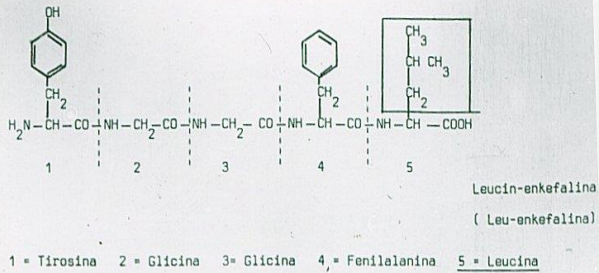 OH
CH3
CH CH3
CH2 CH2 CH2
H2N-CH-CO-NH-CH2-CO-NH-CH2-CO-NH-CH-CO-NH-CH-COOH
1 2 3 4 5
Leucin-enkefalina
( Leu-enkefalina)
1 = Tirosina 2 = Glicina 3= Glicina 4 = Fenilalanina 5 = Leucina